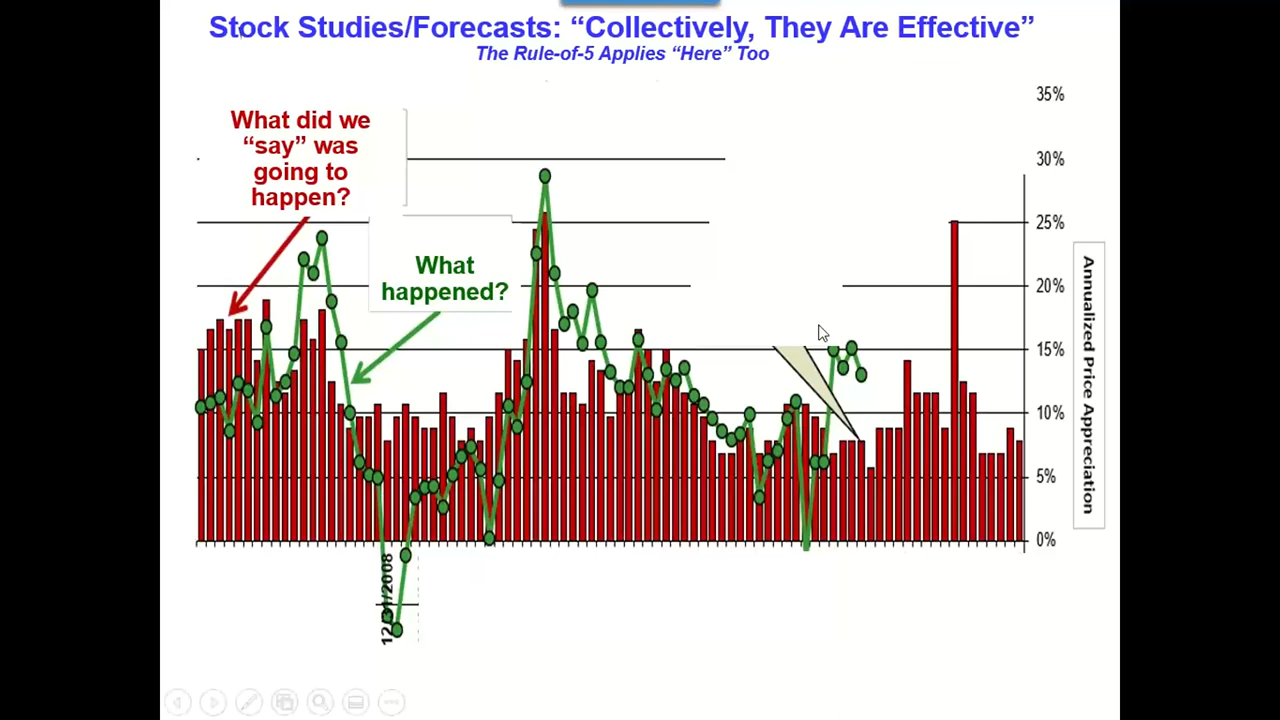 Stock Studies/Forecasts: “Collectively, They Are Effective”
The Rule-of-5 Applies “Here” Too
What did we
“say” was
going to
happen?
What
happened?
35%
30%
25%
20%
15%
10%
5%
0%
Annualized Price Appreciation
12/31/2008